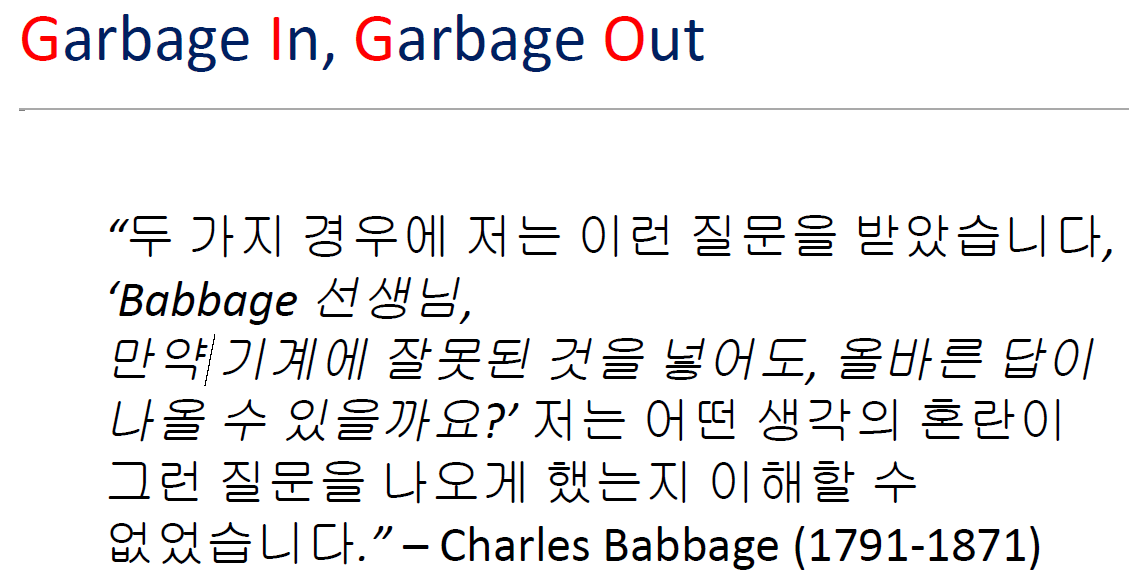 Garbage In, Garbage Out
“두 가지 경우에 저는 이런 질문을 받았습니다,
‘Babbage 선생님,
만약 기계에 잘못된 것을 넣어도, 올바른 답이
나올 수 있을까요?’ 저는 어떤 생각의 혼란이
그런 질문을 나오게 했는지 이해할 수
없었습니다.” – Charles Babbage (1791-1871)